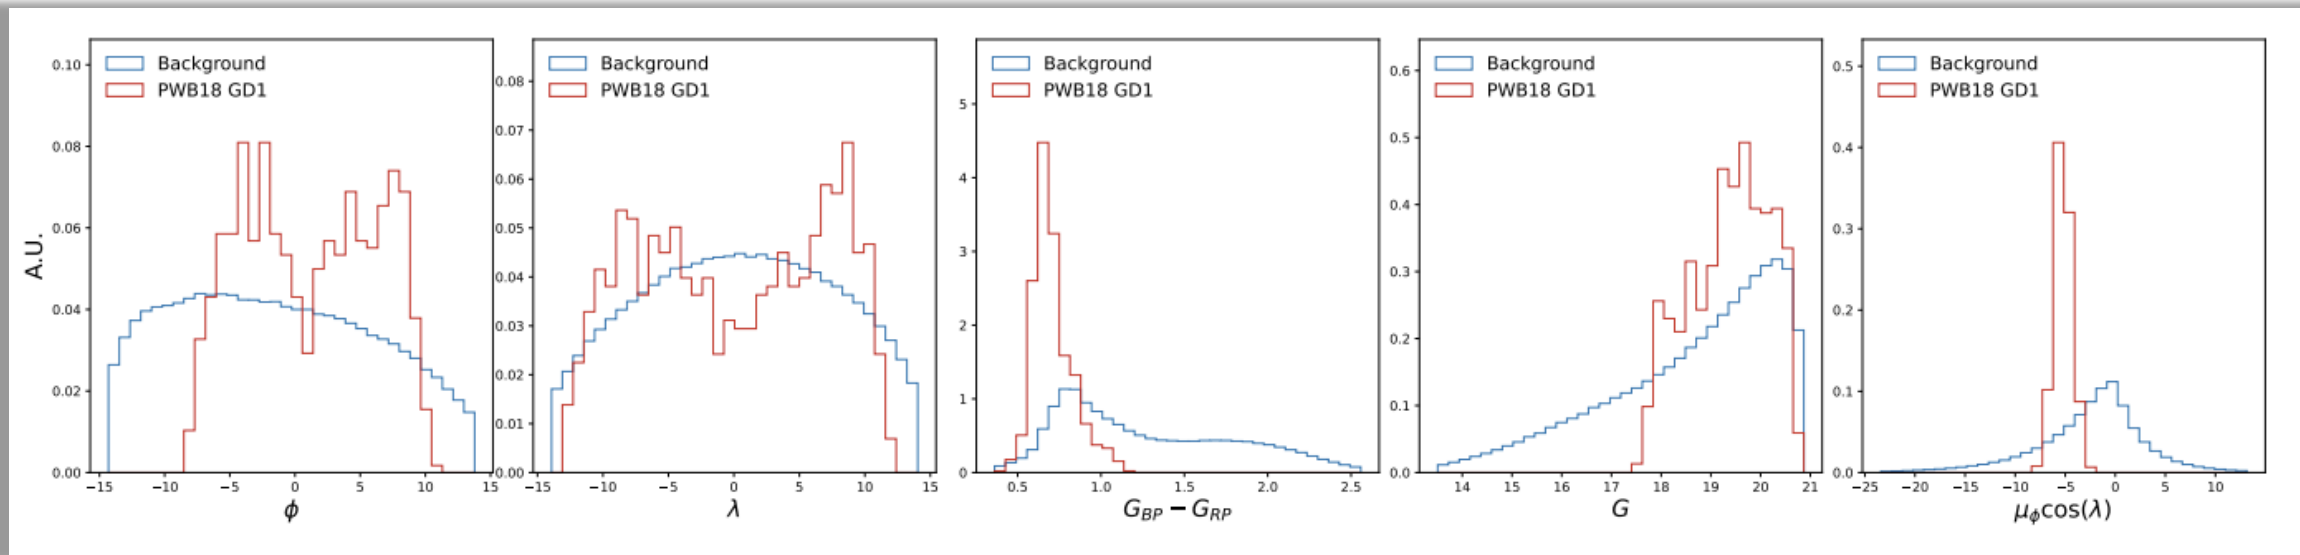 Background
PWB18 GD1
A.U.
0.10
0.08
0.06
0.04
0.02
0.00
−15 −10 −5 0 5 10 15
ϕ
Background
PWB18 GD1
0.08
0.07
0.06
0.05
0.04
0.03
0.02
0.01
0.00
−15 −10 −5 0 5 10 15
λ
Background
PWB18 GD1
5
4
3
2
1
0
0.5 1.0 1.5 2.0 2.5
G_BP − G_RP
Background
PWB18 GD1
0.6
0.5
0.4
0.3
0.2
0.1
0.0
14 15 16 17 18 19 20 21
G
Background
PWB18 GD1
0.5
0.4
0.3
0.2
0.1
0.0
−25 −20 −15 −10 −5 0 5 10
μ_ϕcos(λ)